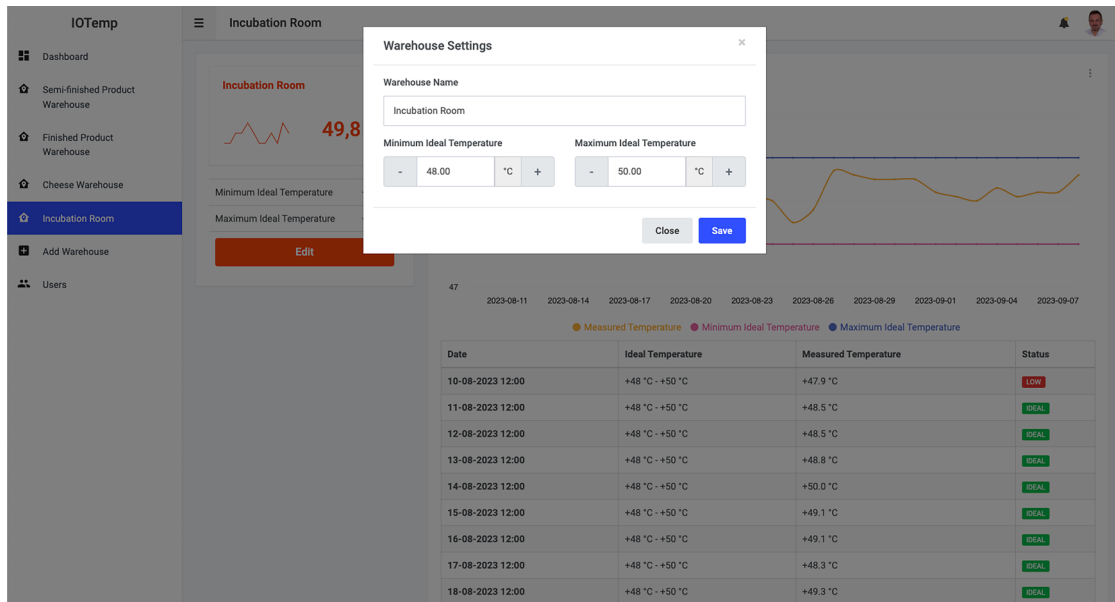 IOTemp
Incubation Room
Dashboard
Semi-finished Product
Warehouse
Finished Product
Warehouse
Cheese Warehouse
Incubation Room
Add Warehouse
Users
Incubation Room
49,8
Minimum Ideal Temperature
Maximum Ideal Temperature
Edit
Warehouse Settings
×
Warehouse Name
Incubation Room
Minimum Ideal Temperature Maximum Ideal Temperature
- 48.00 °C + - 50.00 °C +
Close Save
47
2023-08-11 2023-08-14 2023-08-17 2023-08-20 2023-08-23 2023-08-26 2023-08-29 2023-09-01 2023-09-04 2023-09-07
Measured Temperature Minimum Ideal Temperature Maximum Ideal Temperature
Date Ideal Temperature Measured Temperature Status
10-08-2023 12:00 +48 °C - +50 °C +47.9 °C LOW
11-08-2023 12:00 +48 °C - +50 °C +48.5 °C IDEAL
12-08-2023 12:00 +48 °C - +50 °C +48.5 °C IDEAL
13-08-2023 12:00 +48 °C - +50 °C +48.8 °C IDEAL
14-08-2023 12:00 +48 °C - +50 °C +50.0 °C IDEAL
15-08-2023 12:00 +48 °C - +50 °C +49.1 °C IDEAL
16-08-2023 12:00 +48 °C - +50 °C +49.1 °C IDEAL
17-08-2023 12:00 +48 °C - +50 °C +48.3 °C IDEAL
18-08-2023 12:00 +48 °C - +50 °C +49.3 °C IDEAL